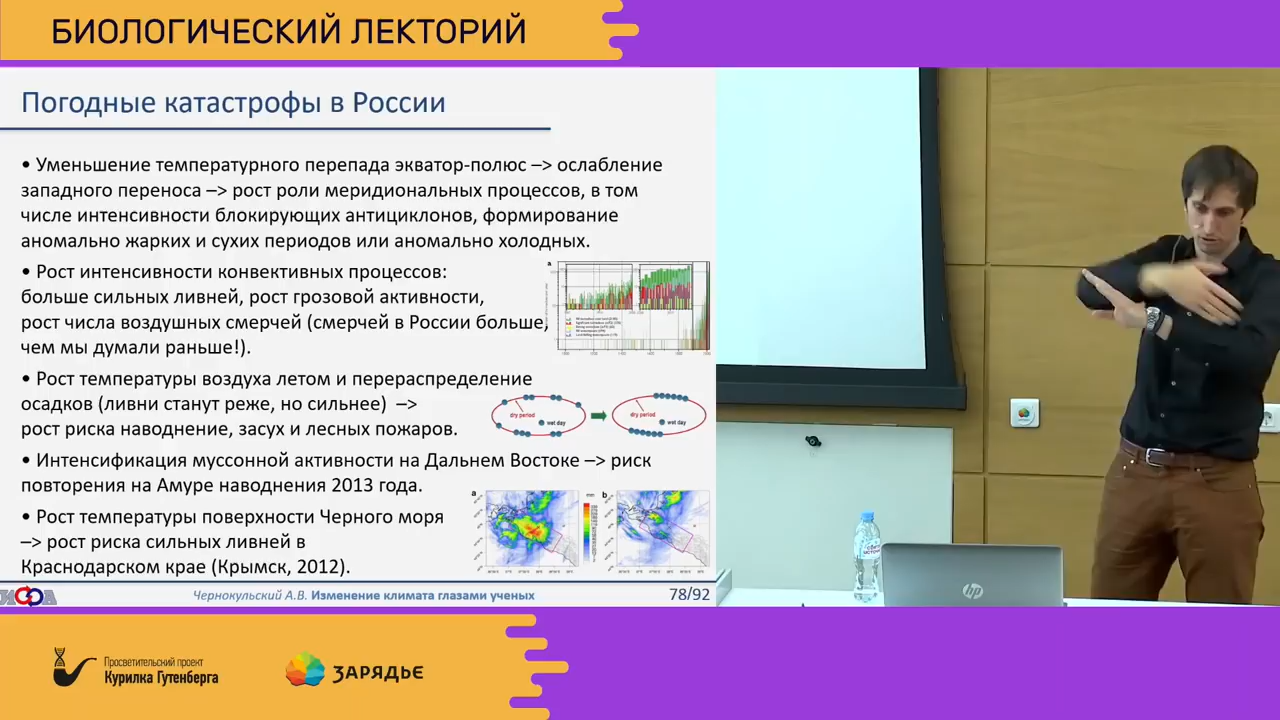 БИОЛОГИЧЕСКИЙ ЛЕКТОРИЙ
Погодные катастрофы в России
• Уменьшение температурного перепада экватор-полюс –> ослабление
западного переноса –> рост роли меридиональных процессов, в том
числе интенсивности блокирующих антициклонов, формирование
аномально жарких и сухих периодов или аномально холодных.
• Рост интенсивности конвективных процессов:
больше сильных ливней, рост грозовой активности,
рост числа воздушных смерчей (смерчей в России больше,
чем мы думали раньше!).
a
• Рост температуры воздуха летом и перераспределение
осадков (ливни станут реже, но сильнее) –>
рост риска наводнение, засух и лесных пожаров.
dry period
wet day
dry period
wet day
• Интенсификация муссонной активности на Дальнем Востоке –> риск
повторения на Амуре наводнения 2013 года.
• Рост температуры поверхности Черного моря
–> рост риска сильных ливней в
Краснодарском крае (Крымск, 2012).
a
mm
b
ИФА
Чернокульский А.В. Изменение климата глазами ученых
78/92
hp
Просветительский проект
Курилка Гутенберга
ЗАРЯДЬЕ